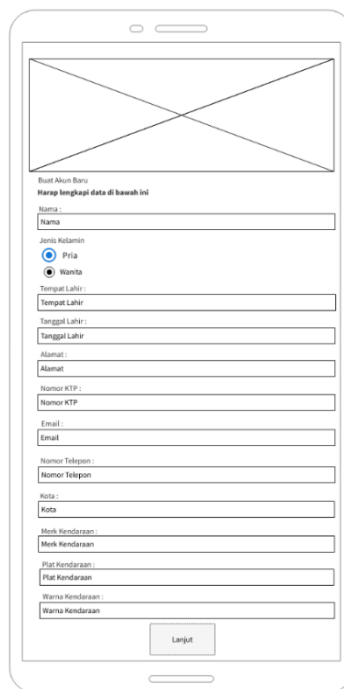 Buat Akun Baru
Harap lengkapi data di bawah ini
Nama :
Nama
Jenis Kelamin
Pria
Wanita
Tempat Lahir :
Tempat Lahir
Tanggal Lahir :
Tanggal Lahir
Alamat :
Alamat
Nomor KTP :
Nomor KTP
Email :
Email
Nomor Telepon :
Nomor Telepon
Kota :
Kota
Merk Kendaraan :
Merk Kendaraan
Plat Kendaraan :
Plat Kendaraan
Warna Kendaraan :
Warna Kendaraan
Lanjut